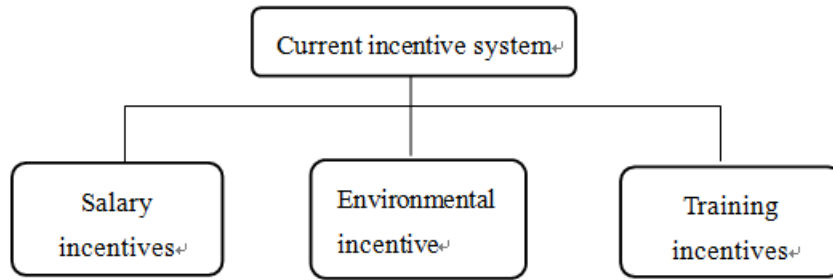 Current incentive system↵
Salary
incentives↵
Environmental
incentive↵
Training
incentives↵